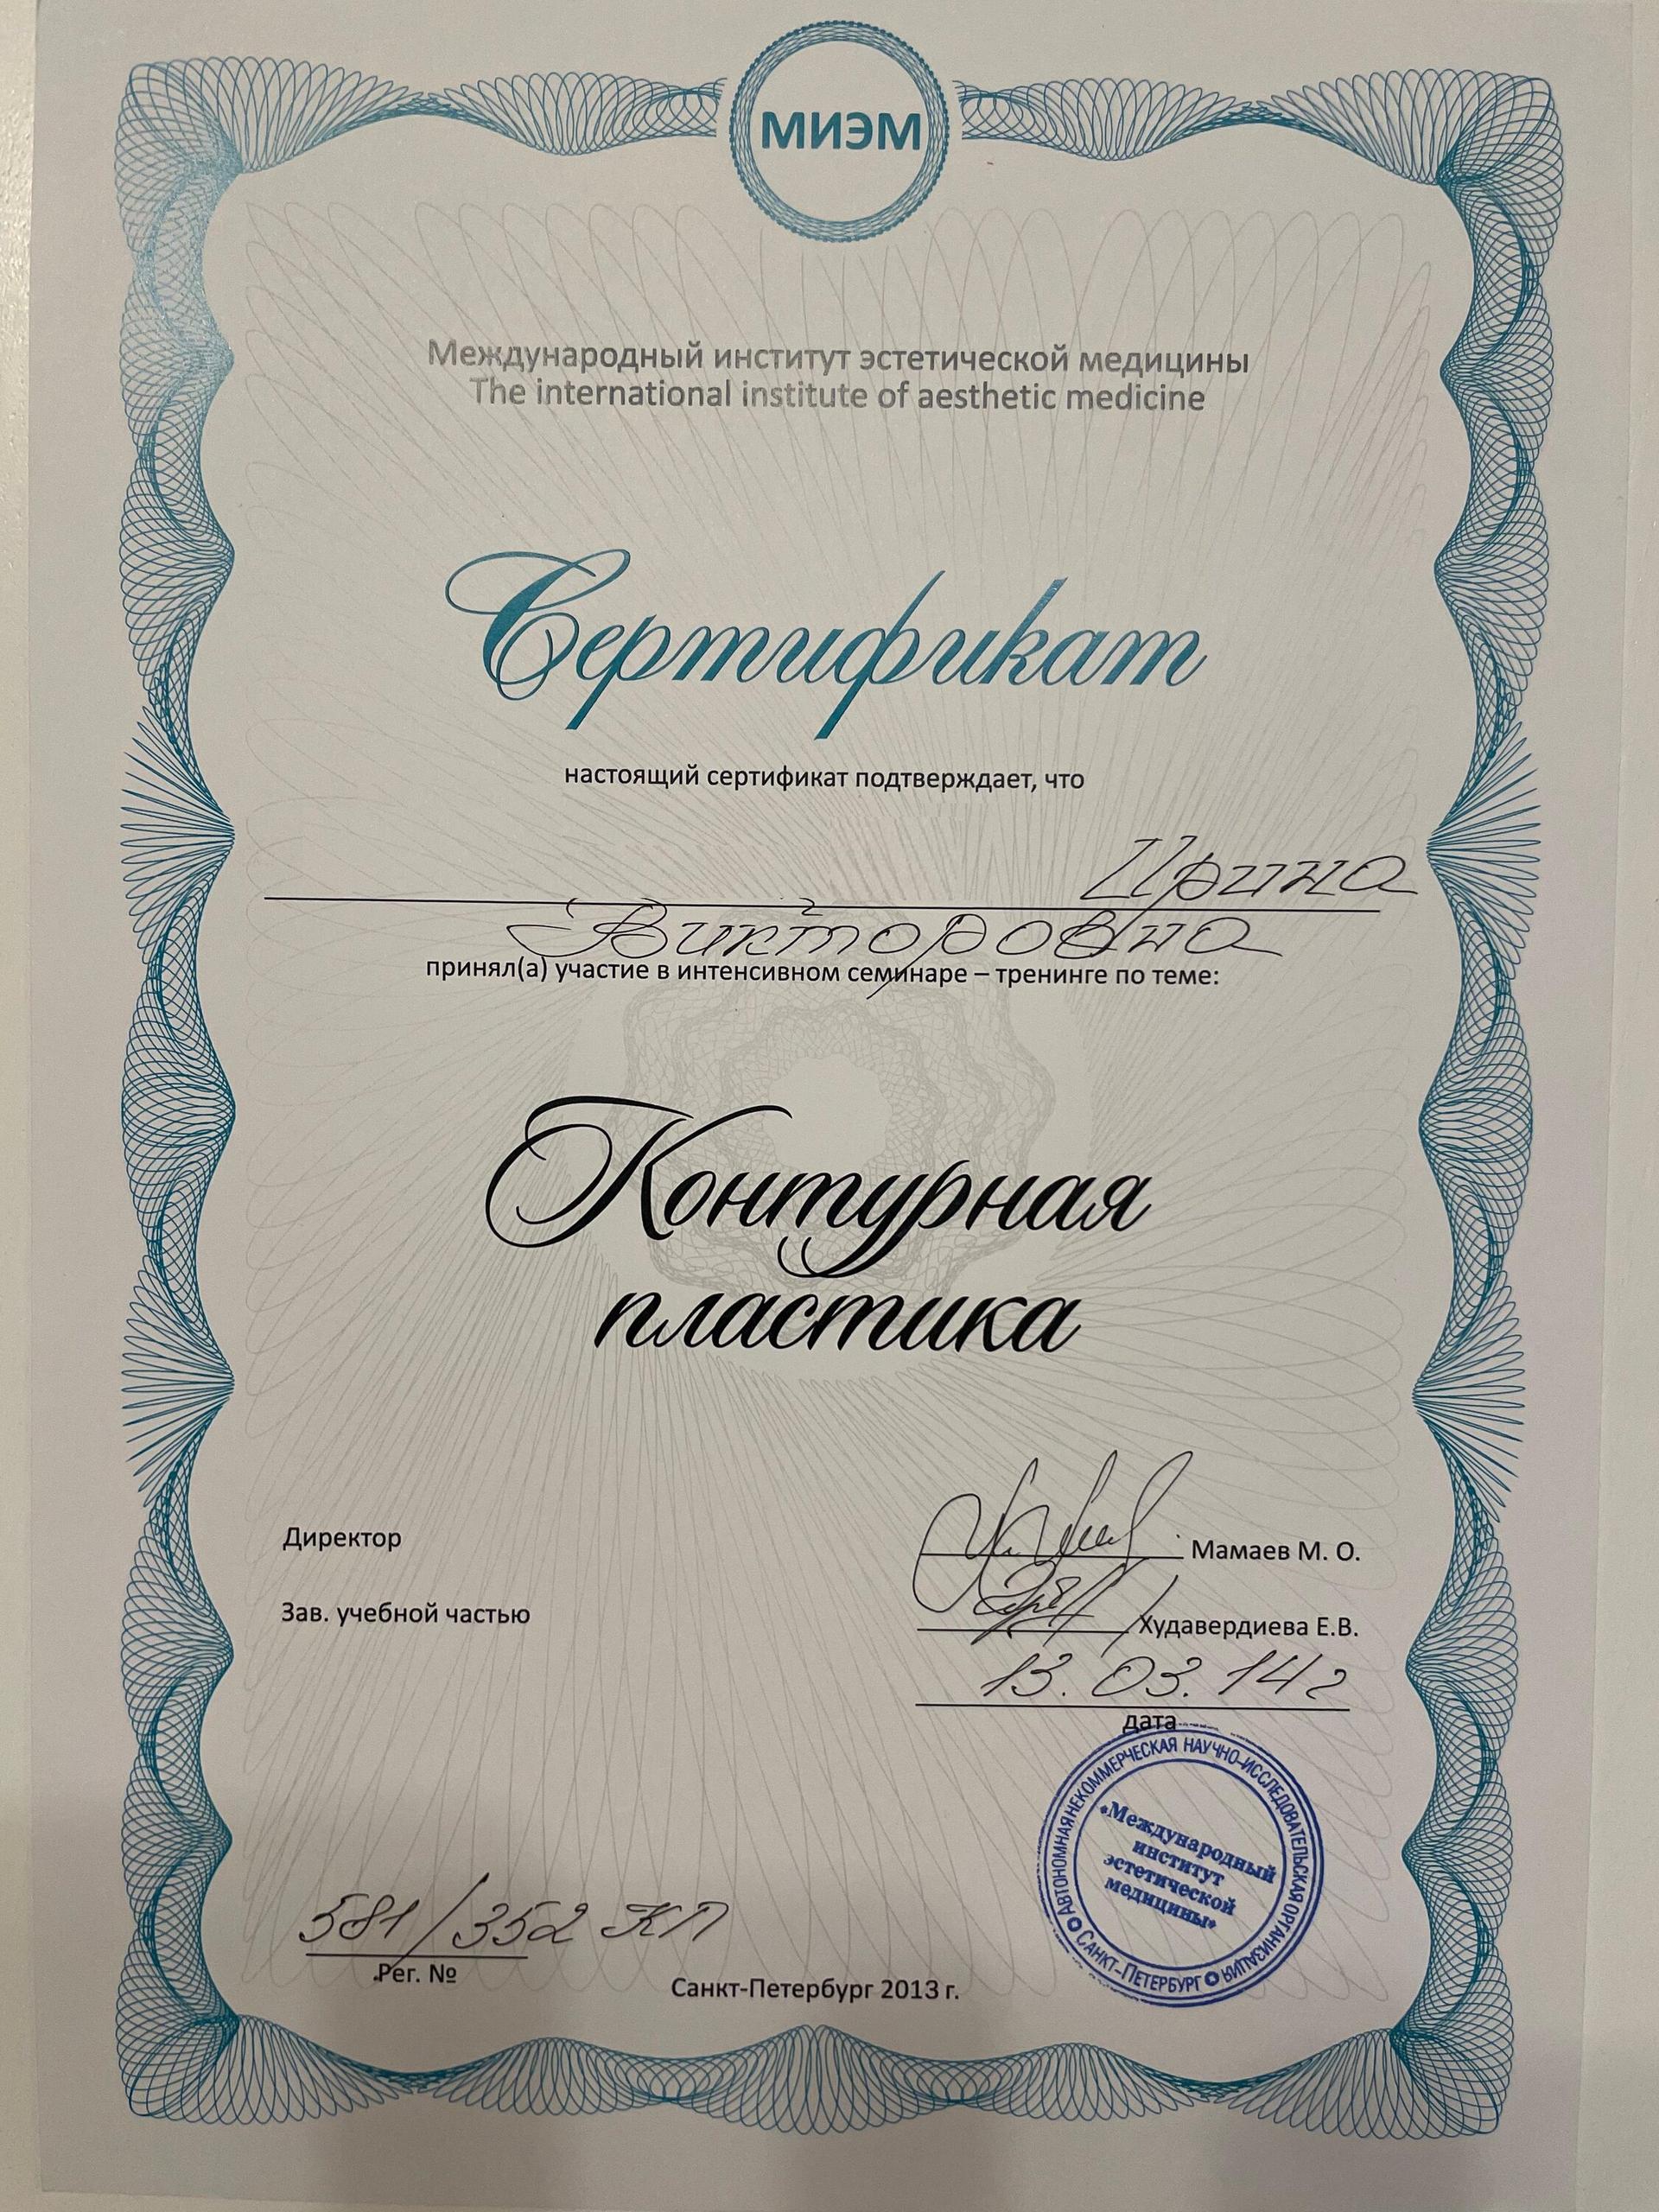 МИЭМ
Международный институт эстетической медицины
The international institute of aesthetic medicine
Сертификат
настоящий сертификат подтверждает, что
Ирина
Викторовна
принял(а) участие в интенсивном семинаре – тренинге по теме:
Контурная
пластика
Директор
Мамаев М. О.
Зав. учебной частью
Худавердиева Е.В.
13.03.14г
дата
АВТОНОМНАЯ НЕКОММЕРЧЕСКАЯ НАУЧНО-ИССЛЕДОВАТЕЛЬСКАЯ ОРГАНИЗАЦИЯ
САНКТ-ПЕТЕРБУРГ
«Международный
институт
эстетической
медицины»
581/352 КП
Рег. №
Санкт-Петербург 2013 г.